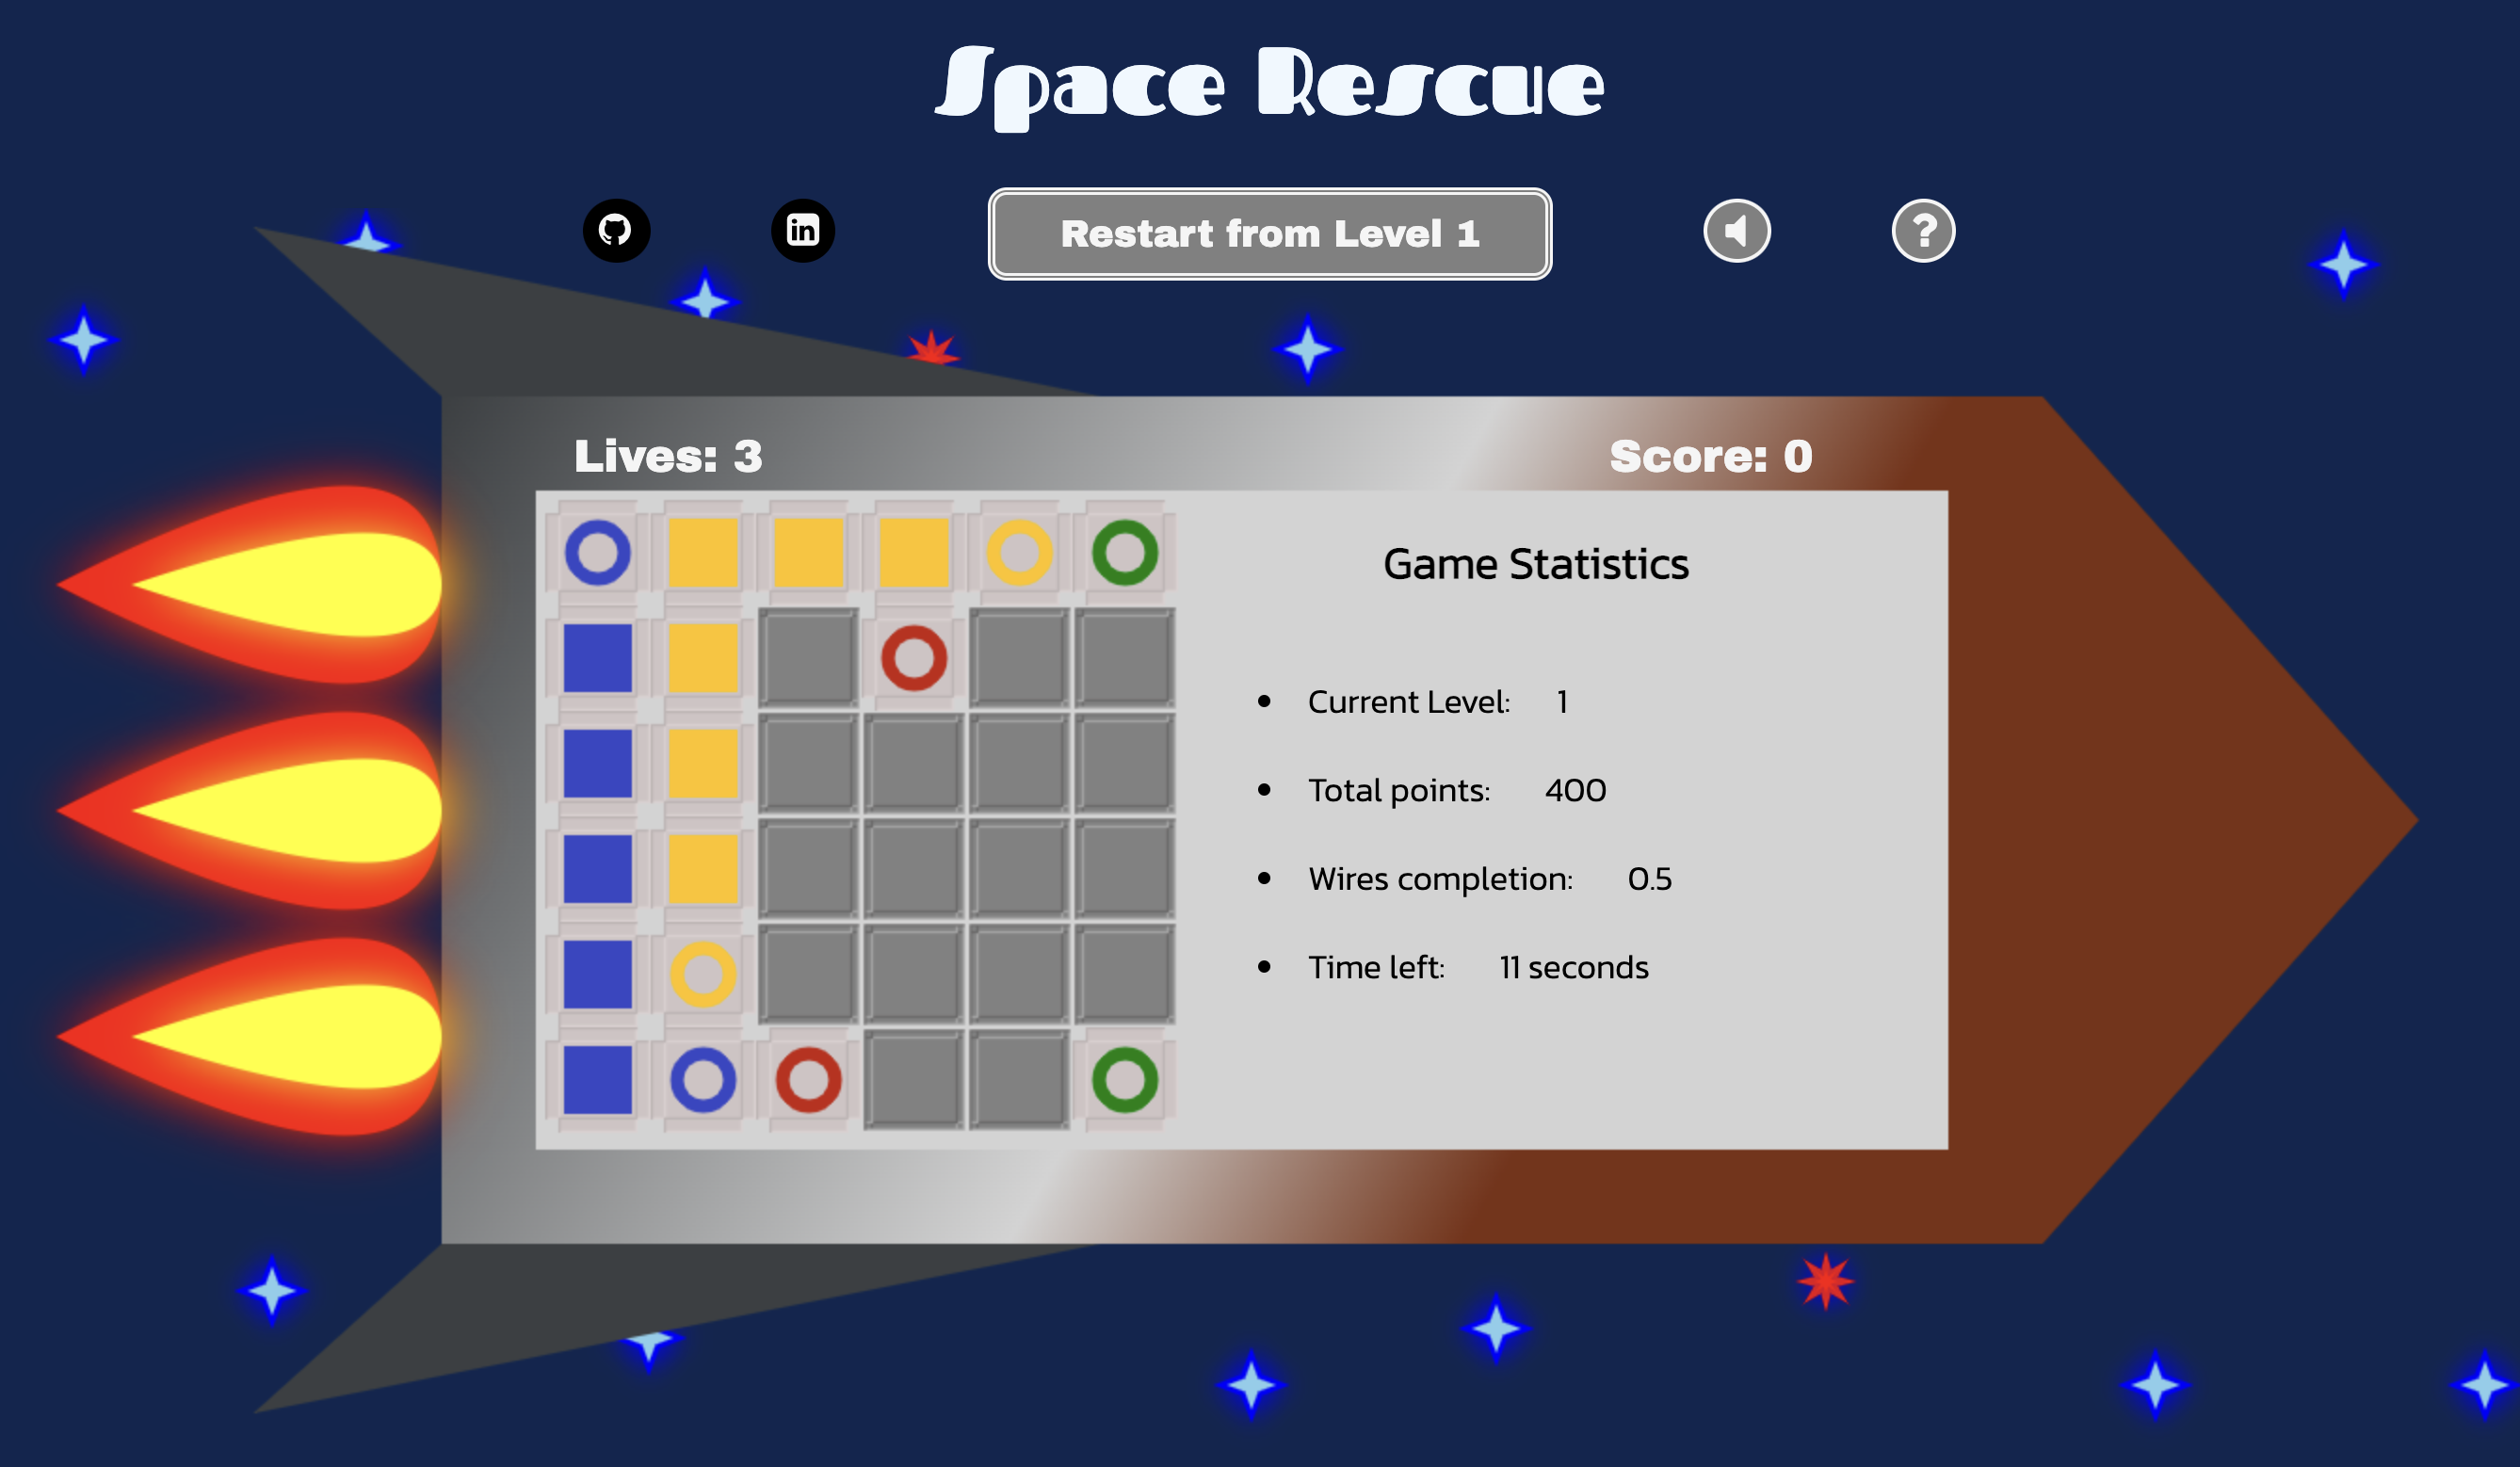 Space Rescue
in
Restart from Level 1
?
Lives: 3
Score: 0
Game Statistics
Current Level: 1
Total points: 400
Wires completion: 0.5
Time left: 11 seconds